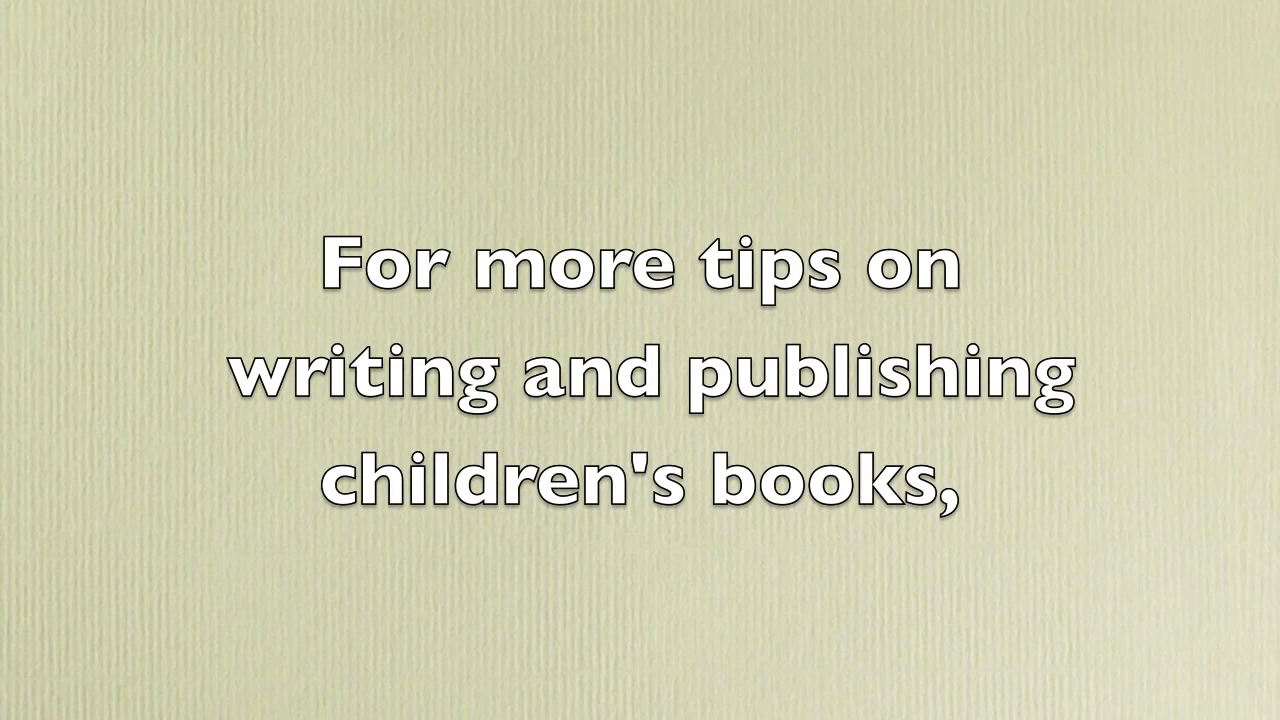 For more tips on
writing and publishing
children's books,